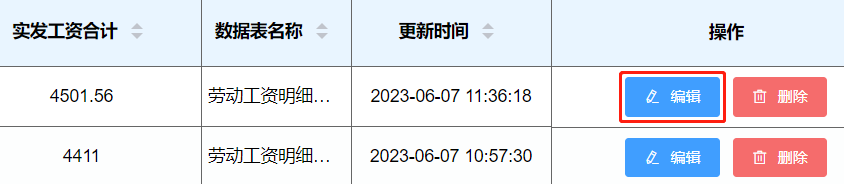 实发工资合计 数据表名称 更新时间 操作
4501.56 劳动工资明细... 2023-06-07 11:36:18 编辑 删除
4411 劳动工资明细... 2023-06-07 10:57:30 编辑 删除